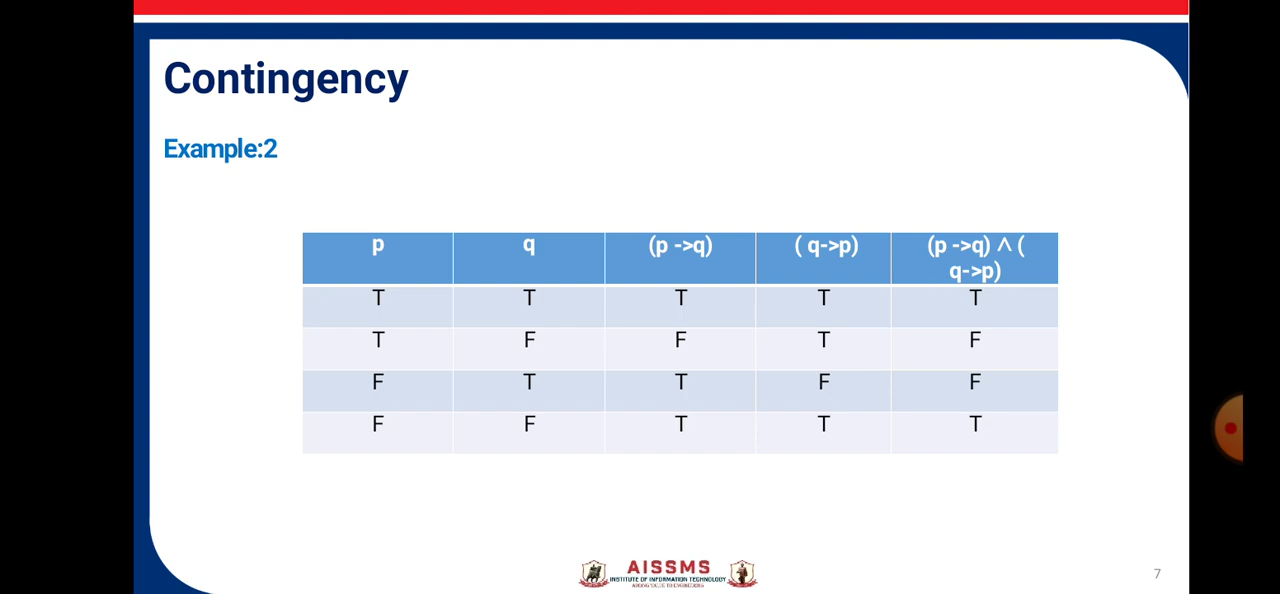 Contingency
Example:2
p q (p ->q) ( q->p) (p ->q) ∧ (
q->p)
T T T T T
T F F T F
F T T F F
F F T T T
AISSMS
INSTITUTE OF INFORMATION TECHNOLOGY
7